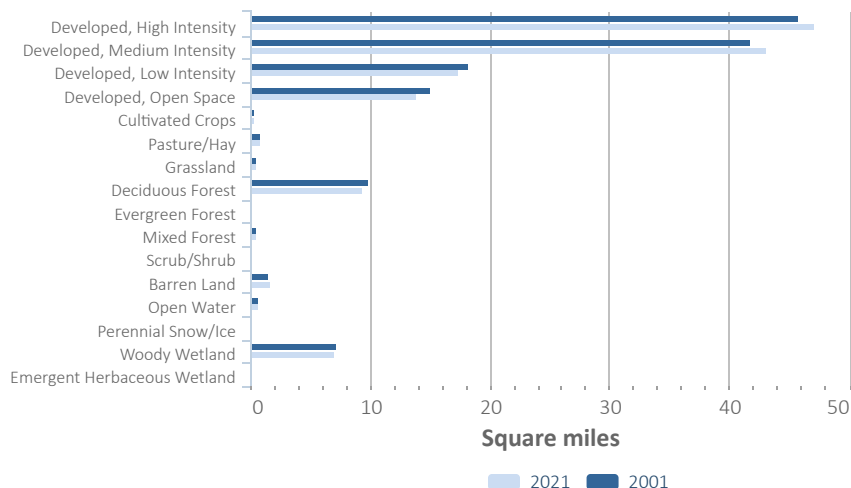 Developed, High Intensity
Developed, Medium Intensity
Developed, Low Intensity
Developed, Open Space
Cultivated Crops
Pasture/Hay
Grassland
Deciduous Forest
Evergreen Forest
Mixed Forest
Scrub/Shrub
Barren Land
Open Water
Perennial Snow/Ice
Woody Wetland
Emergent Herbaceous Wetland
0 10 20 30 40 50
Square miles
2021 2001